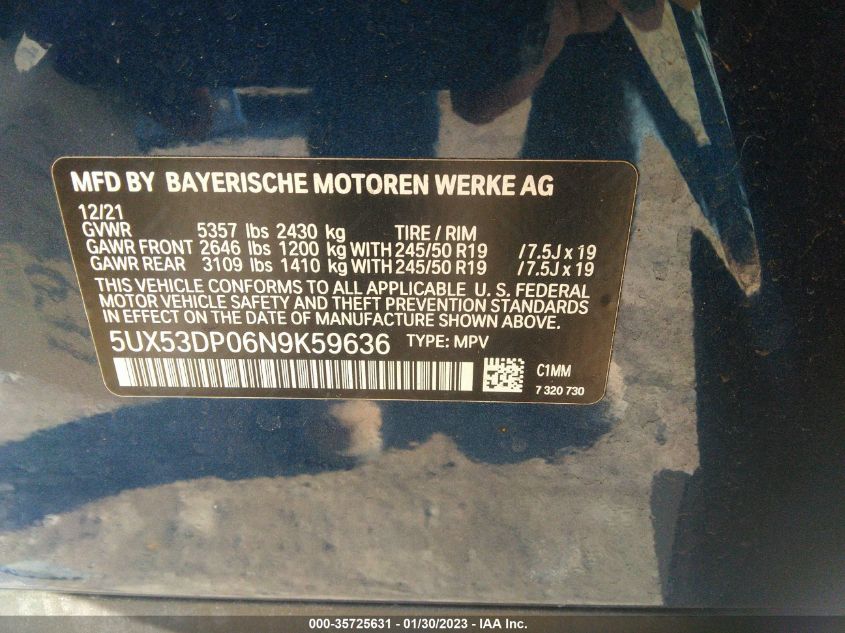 MFD BY BAYERISCHE MOTOREN WERKE AG
12/21
GVWR 5357 lbs 2430 kg TIRE / RIM
GAWR FRONT 2646 lbs 1200 kg WITH 245/50 R19 / 7.5J x 19
GAWR REAR 3109 lbs 1410 kg WITH 245/50 R19 / 7.5J x 19
THIS VEHICLE CONFORMS TO ALL APPLICABLE U. S. FEDERAL
MOTOR VEHICLE SAFETY AND THEFT PREVENTION STANDARDS
IN EFFECT ON THE DATE OF MANUFACTURE SHOWN ABOVE.
5UX53DP06N9K59636 TYPE: MPV
C1MM
7 320 730
000-35725631 | 01/30/2023 - IAA Inc.